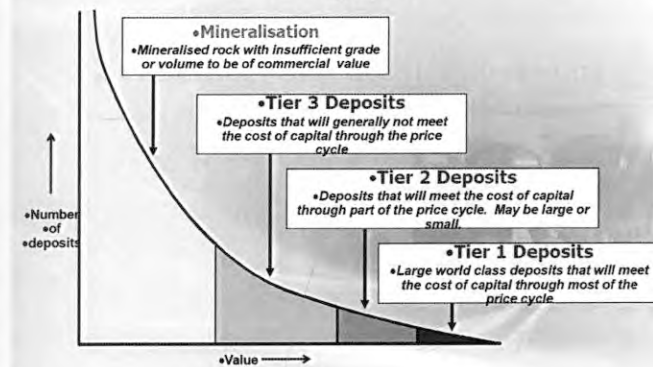 •Mineralisation
•Mineralised rock with insufficient grade
or volume to be of commercial value
•Tier 3 Deposits
•Deposits that will generally not meet
the cost of capital through the price
cycle
•Tier 2 Deposits
•Deposits that will meet the cost of capital
through part of the price cycle. May be large or
small.
•Tier 1 Deposits
•Large world class deposits that will meet
the cost of capital through most of the
price cycle
•Number
•of
•deposits
•Value